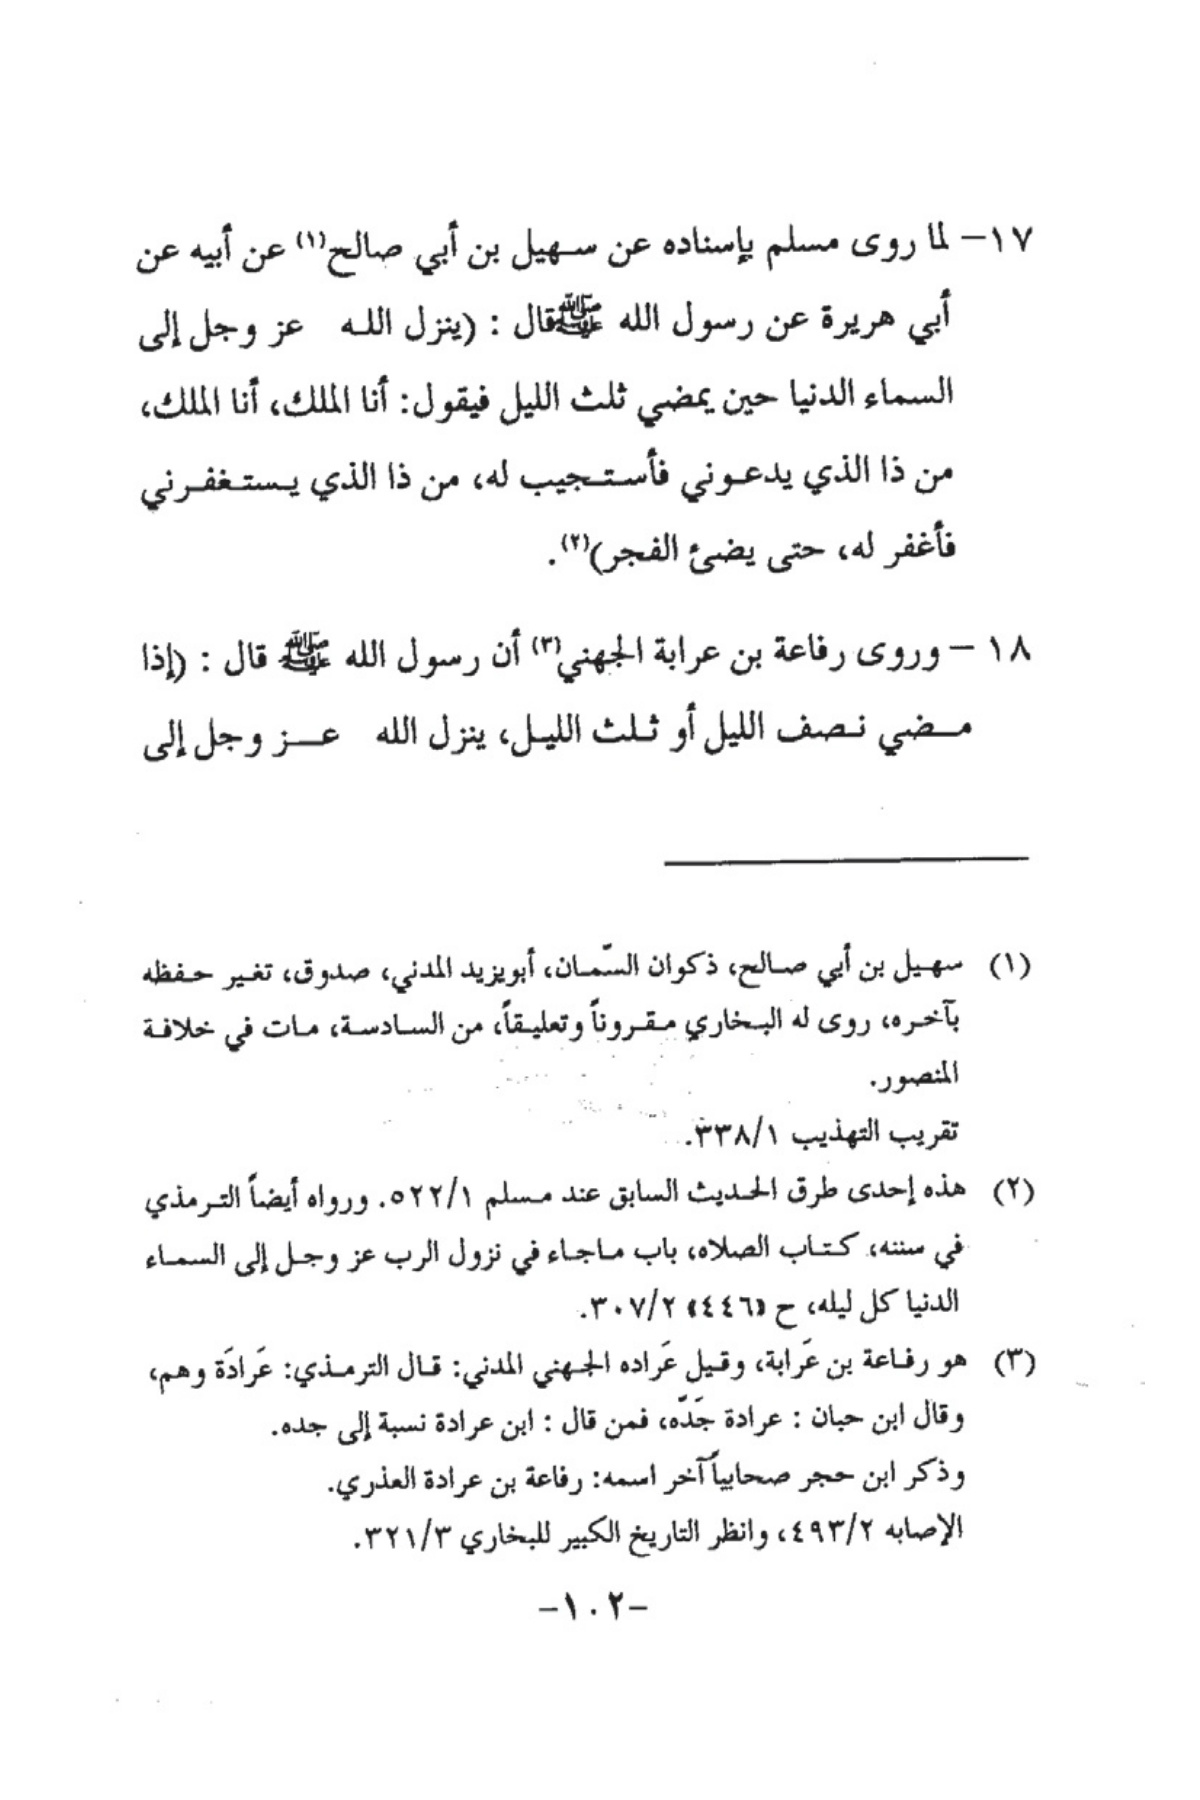 ١٧- لما روى مسلم بإسناده عن سهيل بن أبي صالح(١) عن أبيه عن
أبي هريرة عن رسول الله ﷺ قال : (ينزل الله عز وجل إلى
السماء الدنيا حين يمضي ثلث الليل فيقول: أنا الملك، أنا الملك،
من ذا الذي يدعوني فأستجيب له، من ذا الذي يستغفرني
فأغفر له، حتى يضئ الفجر)(٢).
١٨ - وروى رفاعة بن عرابة الجهني(٣) أن رسول الله ﷺ قال : (إذا
مضي نصف الليل أو ثلث الليل، ينزل الله عز وجل إلى
(١) سهيل بن أبي صالح، ذكوان السّمان، أبويزيد المدني، صدوق، تغير حفظه
بآخره، روى له البخاري مقروناً وتعليقاً، من السادسة، مات في خلافة
المنصور.
تقريب التهذيب ٣٣٨/١.
(٢) هذه إحدى طرق الحديث السابق عند مسلم ٥٢٢/١. ورواه أيضاً الترمذي
في سننه، كتاب الصلاه، باب ماجاء في نزول الرب عز وجل إلى السماء
الدنيا كل ليله، ح «٤٤٦» ٣٠٧/٢.
(٣) هو رفاعة بن عَرابة، وقيل عَراده الجهني المدني: قال الترمذي: عَرادَة وهم،
وقال ابن حبان : عرادة جَدّه، فمن قال : ابن عرادة نسبة إلى جده.
وذكر ابن حجر صحابياً آخر اسمه: رفاعة بن عرادة العذري.
الإصابه ٤٩٣/٢، وانظر التاريخ الكبير للبخاري ٣٢١/٣.
-١٠٢-